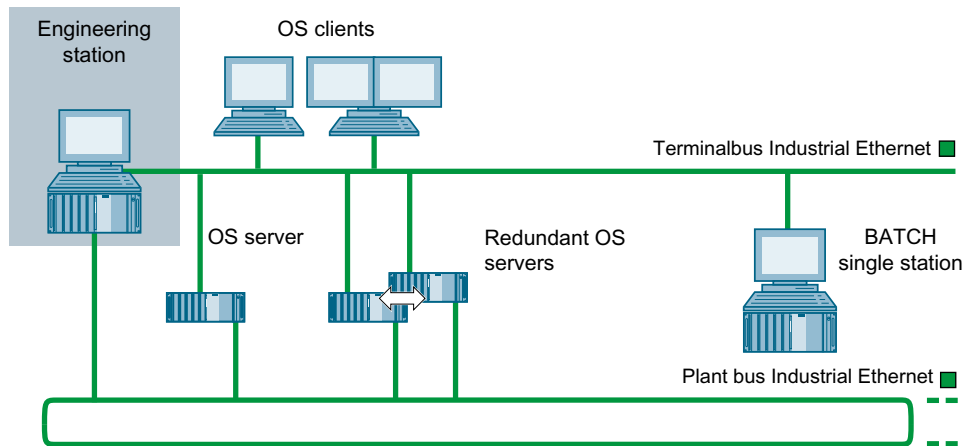 Engineering
station
OS clients
Terminalbus Industrial Ethernet
OS server
Redundant OS
servers
BATCH
single station
Plant bus Industrial Ethernet